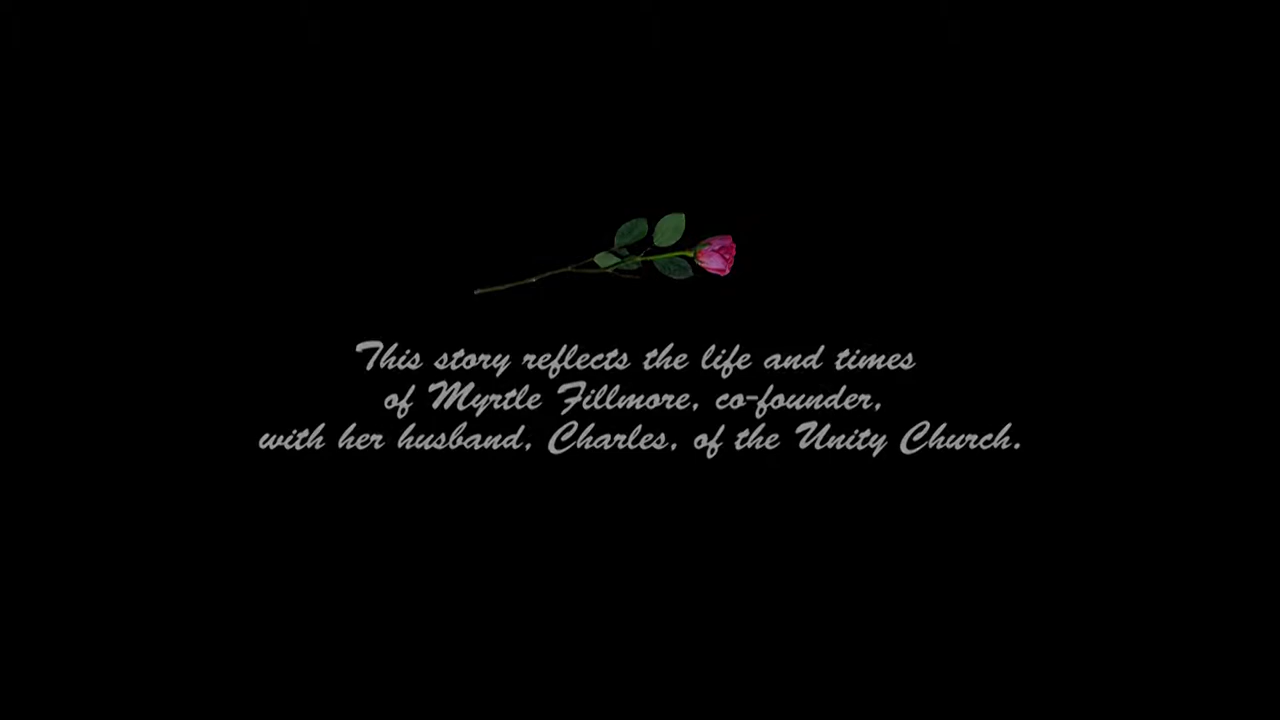 This story reflects the life and times
of Myrtle Fillmore, co-founder,
with her husband, Charles, of the Unity Church.